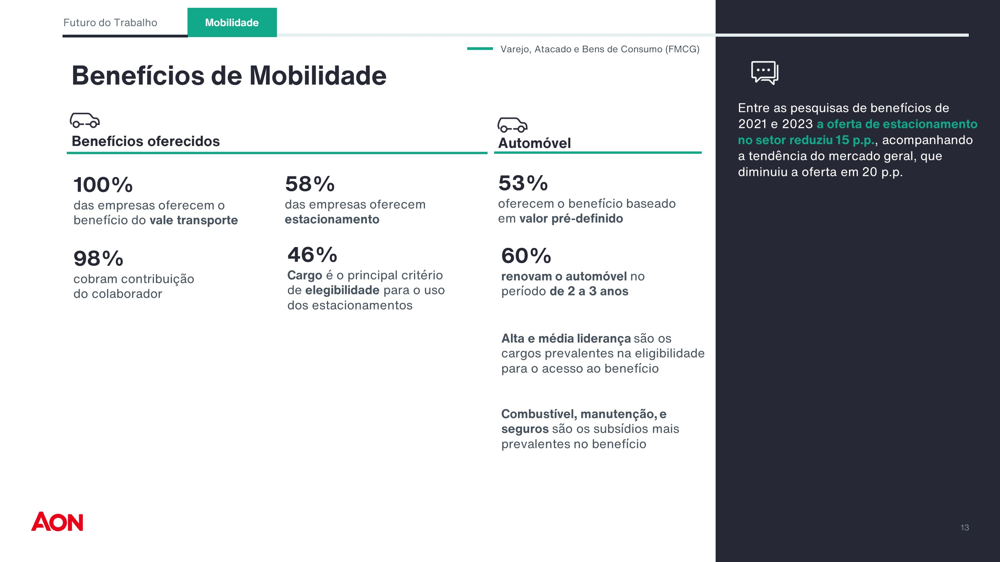 Futuro do Trabalho
Mobilidade
Varejo, Atacado e Bens de Consumo (FMCG)
Benefícios de Mobilidade
Benefícios oferecidos
100%
das empresas oferecem o
benefício do vale transporte
98%
cobram contribuição
do colaborador
58%
das empresas oferecem
estacionamento
46%
Cargo é o principal critério
de elegibilidade para o uso
dos estacionamentos
Automóvel
53%
oferecem o benefício baseado
em valor pré-definido
60%
renovam o automóvel no
período de 2 a 3 anos
Alta e média liderança são os
cargos prevalentes na eligibilidade
para o acesso ao benefício
Combustível, manutenção, e
seguros são os subsídios mais
prevalentes no benefício
Entre as pesquisas de benefícios de
2021 e 2023 a oferta de estacionamento
no setor reduziu 15 p.p., acompanhando
a tendência do mercado geral, que
diminuiu a oferta em 20 p.p.
AON
13